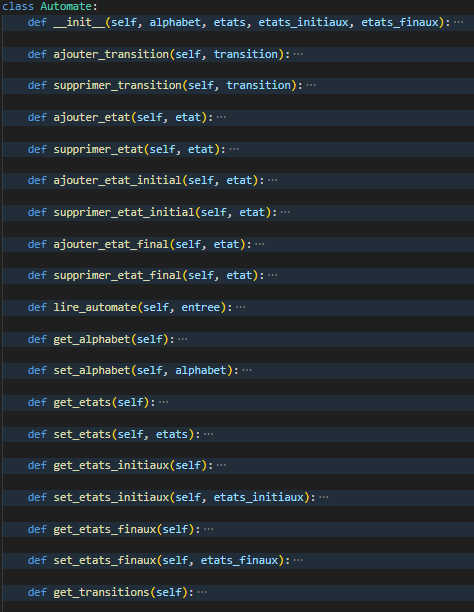 class Automate:
def __init__(self, alphabet, etats, etats_initiaux, etats_finaux): ···
def ajouter_transition(self, transition): ···
def supprimer_transition(self, transition): ···
def ajouter_etat(self, etat): ···
def supprimer_etat(self, etat): ···
def ajouter_etat_initial(self, etat): ···
def supprimer_etat_initial(self, etat): ···
def ajouter_etat_final(self, etat): ···
def supprimer_etat_final(self, etat): ···
def lire_automate(self, entree): ···
def get_alphabet(self): ···
def set_alphabet(self, alphabet): ···
def get_etats(self): ···
def set_etats(self, etats): ···
def get_etats_initiaux(self): ···
def set_etats_initiaux(self, etats_initiaux): ···
def get_etats_finaux(self): ···
def set_etats_finaux(self, etats_finaux): ···
def get_transitions(self): ···